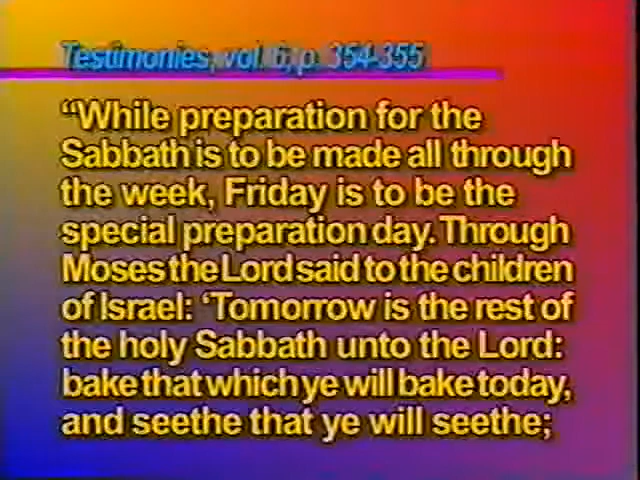 Testimonies, vol. 6, p. 354-355
“While preparation for the
Sabbath is to be made all through
the week, Friday is to be the
special preparation day. Through
Moses the Lord said to the children
of Israel: ‘Tomorrow is the rest of
the holy Sabbath unto the Lord:
bake that which ye will bake today,
and seethe that ye will seethe;